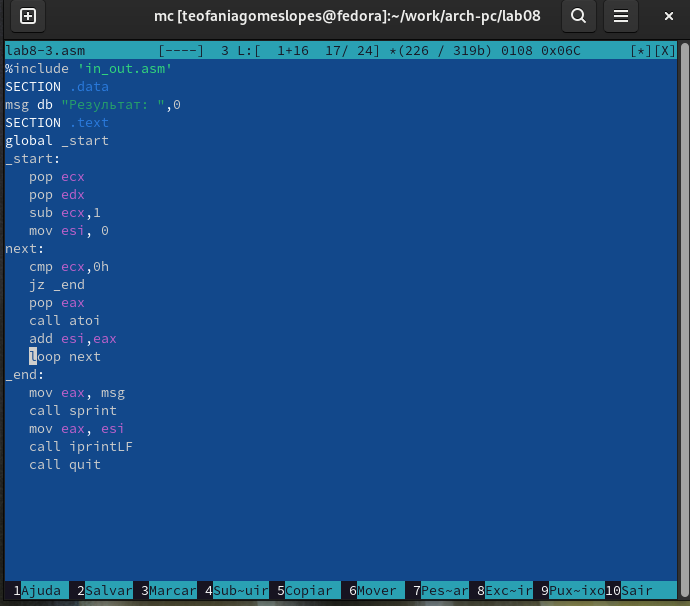 mc [teofaniagomeslopes@fedora]:~/work/arch-pc/lab08
lab8-3.asm [----] 3 L:[ 1+16 17/ 24] *(226 / 319b) 0108 0x06C [*][X]
%include 'in_out.asm'
SECTION .data
msg db "Результат: ",0
SECTION .text
global _start
_start:
pop ecx
pop edx
sub ecx,1
mov esi, 0
next:
cmp ecx,0h
jz _end
pop eax
call atoi
add esi,eax
loop next
_end:
mov eax, msg
call sprint
mov eax, esi
call iprintLF
call quit
1Ajuda 2Salvar 3Marcar 4Sub~uir 5Copiar 6Mover 7Pes~ar 8Exc~ir 9Pux~ixo 10Sair